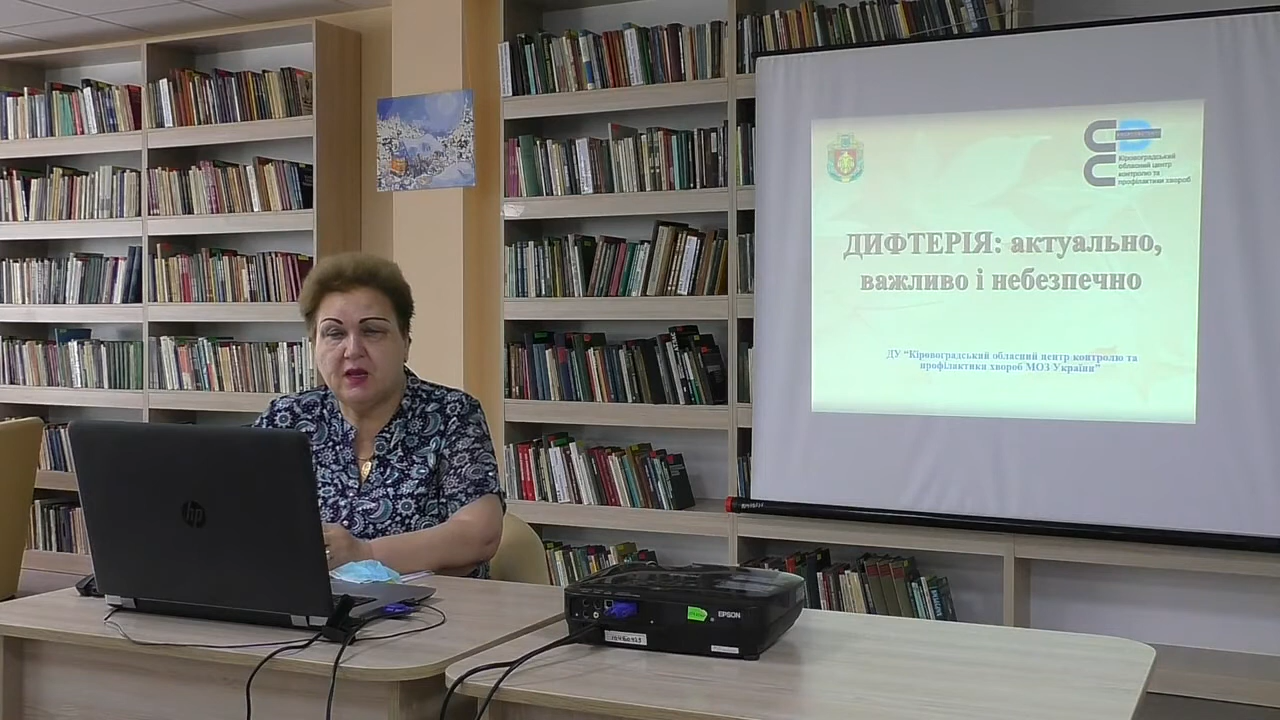 Кіровоградський
обласний центр
контролю та
профілактики хвороб
ДИФТЕРІЯ: актуально,
важливо і небезпечно
ДУ “Кіровоградський обласний центр контролю та
профілактики хвороб МОЗ України”
hp
EPSON